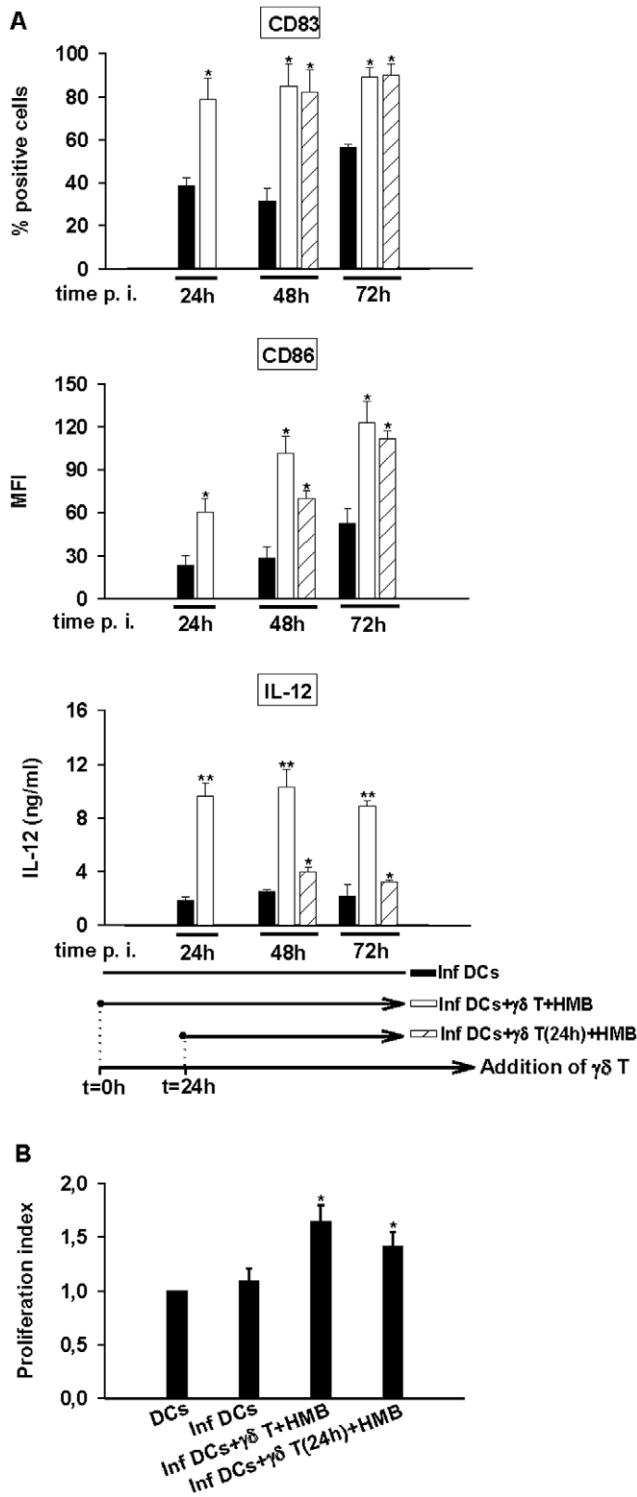 A
CD83
% positive cells
100
80
60
40
20
0
* * * * *
time p. i. 24h 48h 72h
CD86
MFI
150
120
90
60
30
0
* * * * *
time p. i. 24h 48h 72h
IL-12
IL-12 (ng/ml)
16
12
8
4
0
** ** * ** *
time p. i. 24h 48h 72h
Inf DCs
Inf DCs+γδ T+HMB
Inf DCs+γδ T(24h)+HMB
Addition of γδ T
t=0h t=24h
B
Proliferation index
2,0
1,5
1,0
0,5
0,0
* *
DCs
Inf DCs
Inf DCs+γδ T+HMB
Inf DCs+γδ T(24h)+HMB